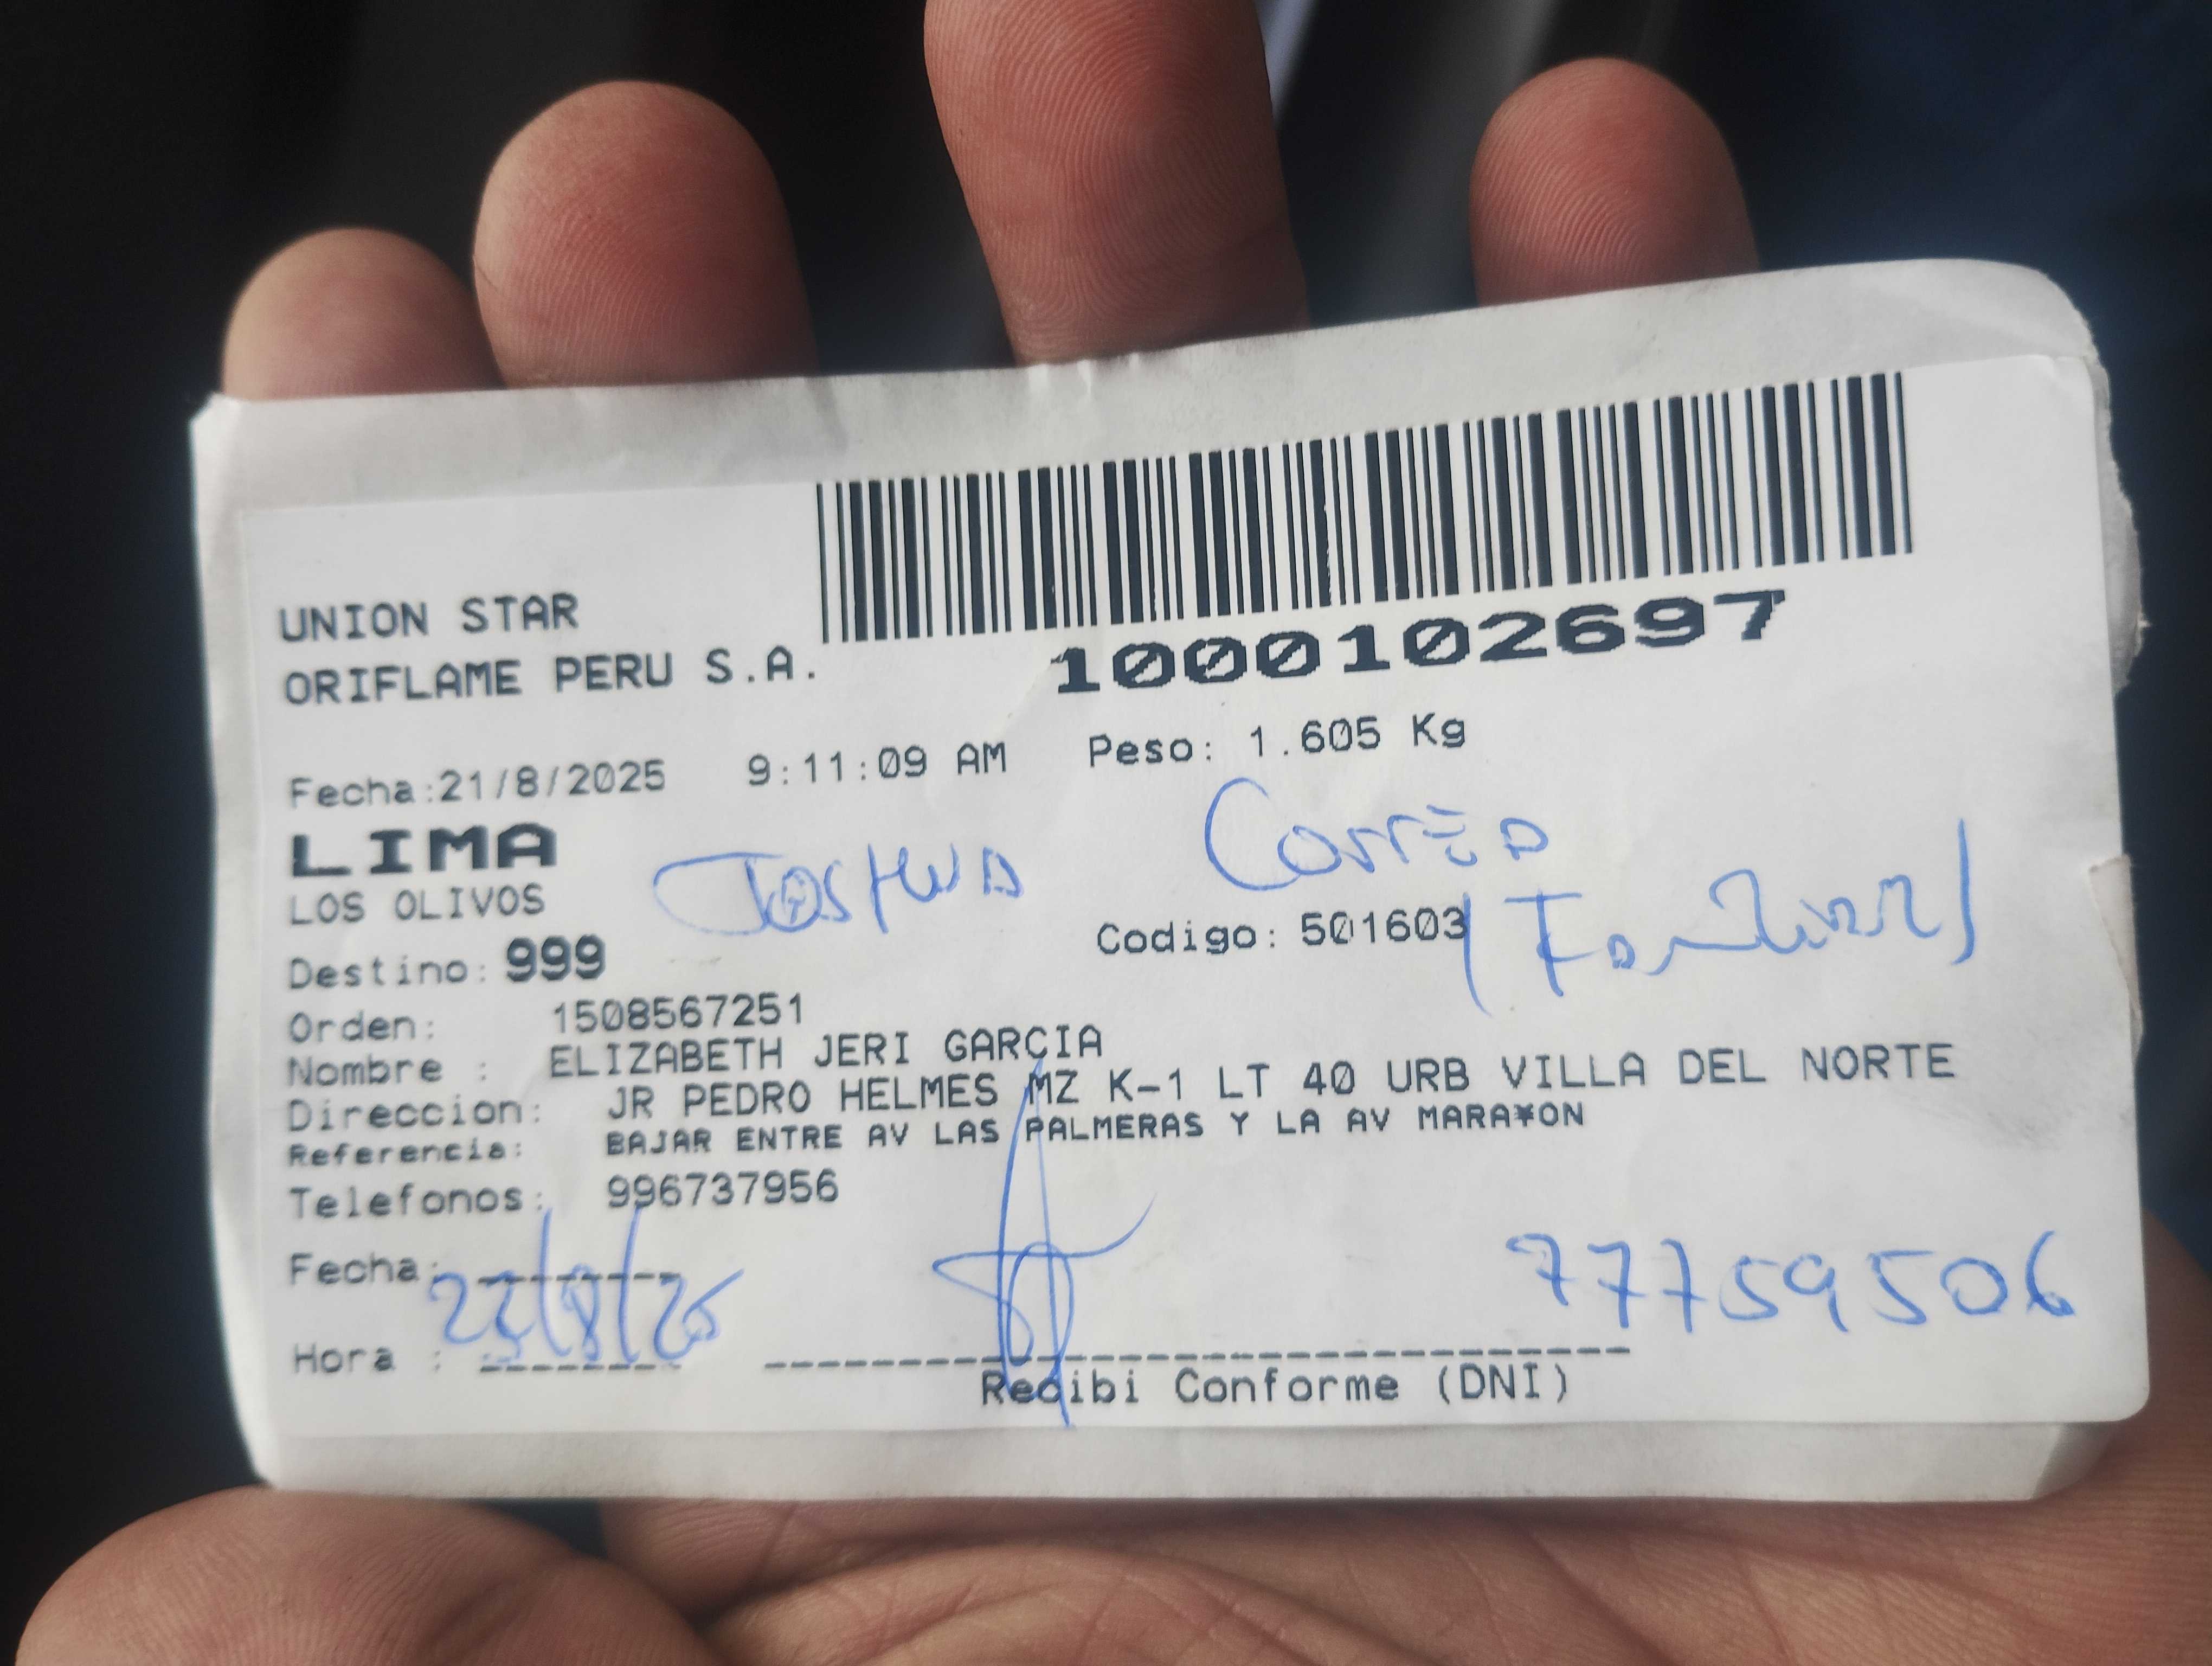 UNION STAR
ORIFLAME PERU S.A.
1000102697
Fecha:21/8/2025 9:11:09 AM Peso: 1.605 Kg
LIMA
JOSHUA Correa
LOS OLIVOS
Codigo: 501603 (Familiar)
Destino: 999
Orden: 1508567251
Nombre : ELIZABETH JERI GARCIA
Direccion: JR PEDRO HELMES MZ K-1 LT 40 URB VILLA DEL NORTE
Referencia: BAJAR ENTRE AV LAS PALMERAS Y LA AV MARA¥ON
Telefonos: 996737956
Fecha: 23/8/25
77759506
Hora :
Recibi Conforme (DNI)